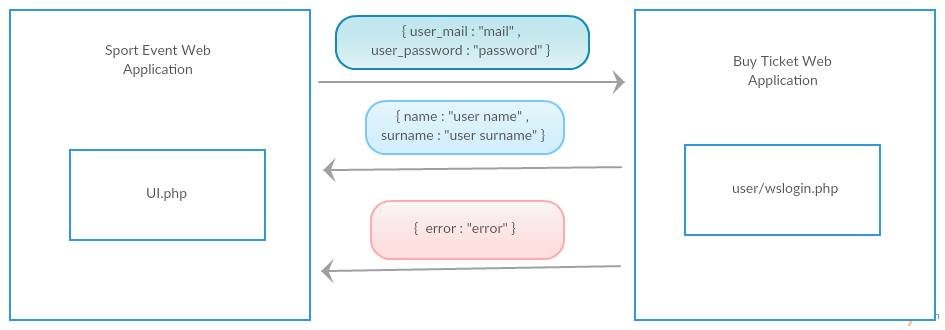 Sport Event Web
Application
UI.php
{ user_mail : "mail" ,
user_password : "password" }
{ name : "user name" ,
surname : "user surname" }
{  error : "error" }
Buy Ticket Web
Application
user/wslogin.php